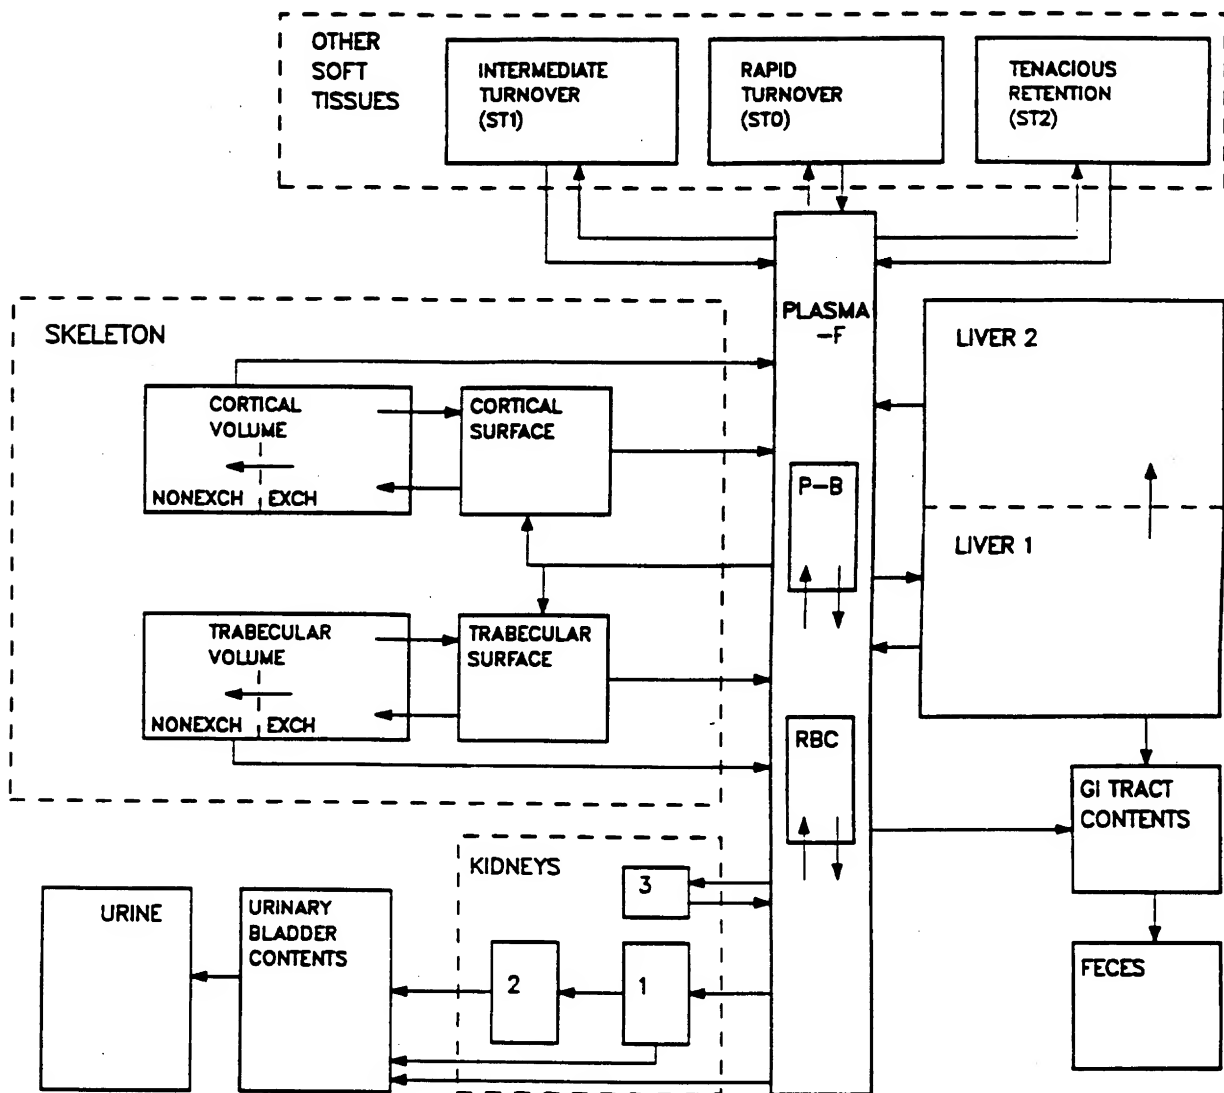 OTHER
SOFT
TISSUES
INTERMEDIATE
TURNOVER
(ST1)
RAPID
TURNOVER
(ST0)
TENACIOUS
RETENTION
(ST2)
PLASMA
-F
SKELETON
CORTICAL
VOLUME
NONEXCH
EXCH
CORTICAL
SURFACE
TRABECULAR
VOLUME
NONEXCH
EXCH
TRABECULAR
SURFACE
P-B
RBC
LIVER 2
LIVER 1
GI TRACT
CONTENTS
FECES
KIDNEYS
3
2
1
URINARY
BLADDER
CONTENTS
URINE